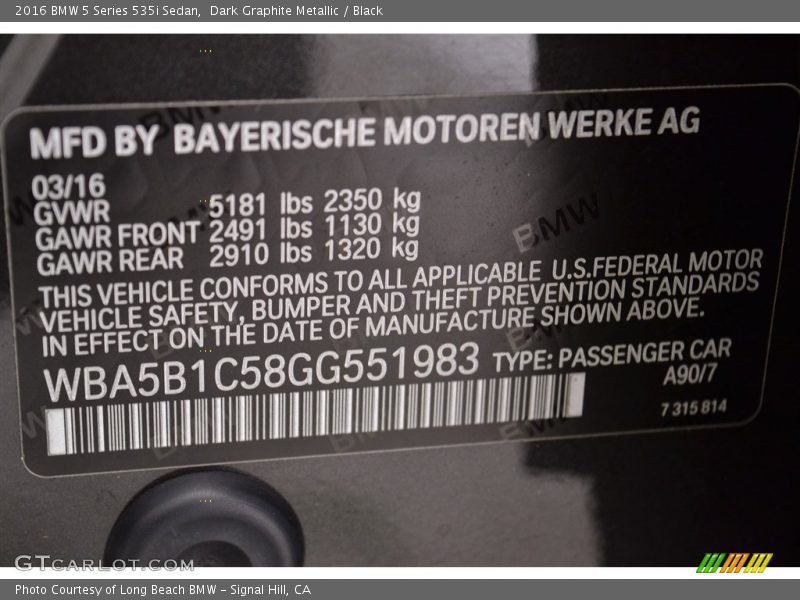 2016 BMW 5 Series 535i Sedan,  Dark Graphite Metallic / Black
MFD BY BAYERISCHE MOTOREN WERKE AG
03/16
GVWR 5181 lbs 2350 kg
GAWR FRONT 2491 lbs 1130 kg
GAWR REAR 2910 lbs 1320 kg
THIS VEHICLE CONFORMS TO ALL APPLICABLE U.S.FEDERAL MOTOR
VEHICLE SAFETY, BUMPER AND THEFT PREVENTION STANDARDS
IN EFFECT ON THE DATE OF MANUFACTURE SHOWN ABOVE.
WBA5B1C58GG551983 TYPE: PASSENGER CAR
A90/7
7 315 814
BMW
GTCARLOT.COM
Photo Courtesy of Long Beach BMW – Signal Hill, CA